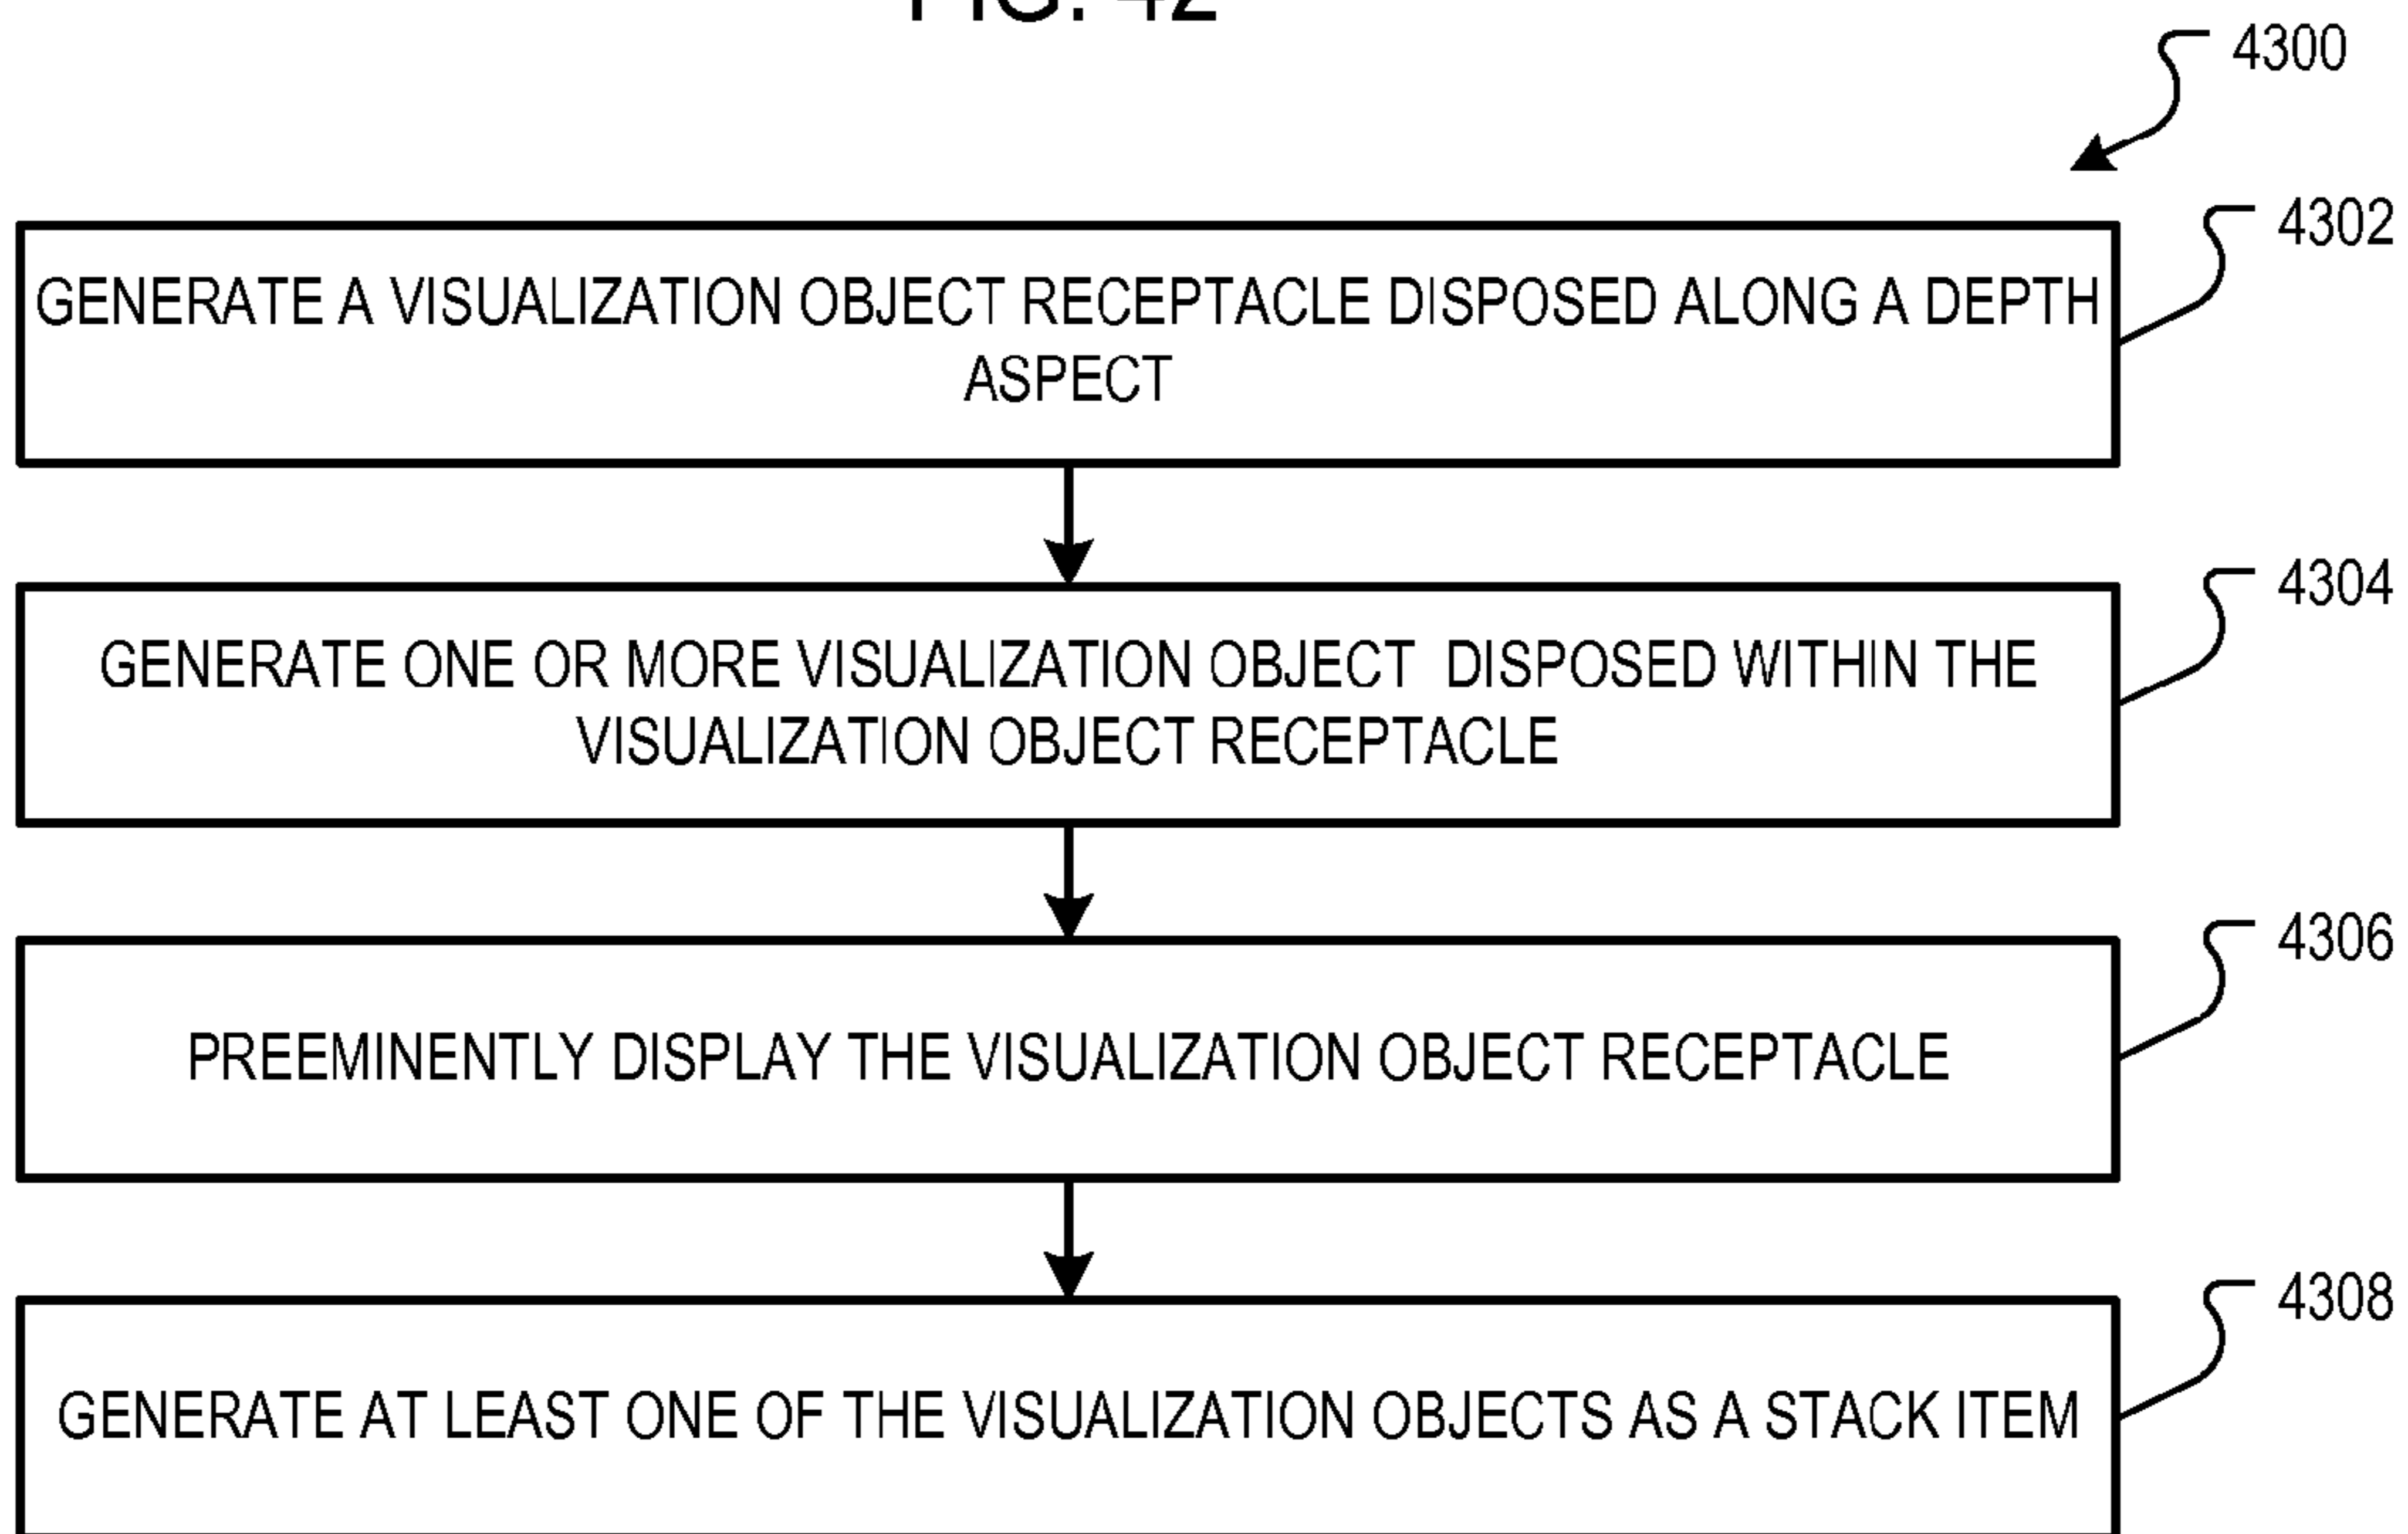 FIG. 42
4300
4302
GENERATE A VISUALIZATION OBJECT RECEPTACLE DISPOSED ALONG A DEPTH
ASPECT
4304
GENERATE ONE OR MORE VISUALIZATION OBJECT DISPOSED WITHIN THE
VISUALIZATION OBJECT RECEPTACLE
4306
PREEMINENTLY DISPLAY THE VISUALIZATION OBJECT RECEPTACLE
4308
GENERATE AT LEAST ONE OF THE VISUALIZATION OBJECTS AS A STACK ITEM